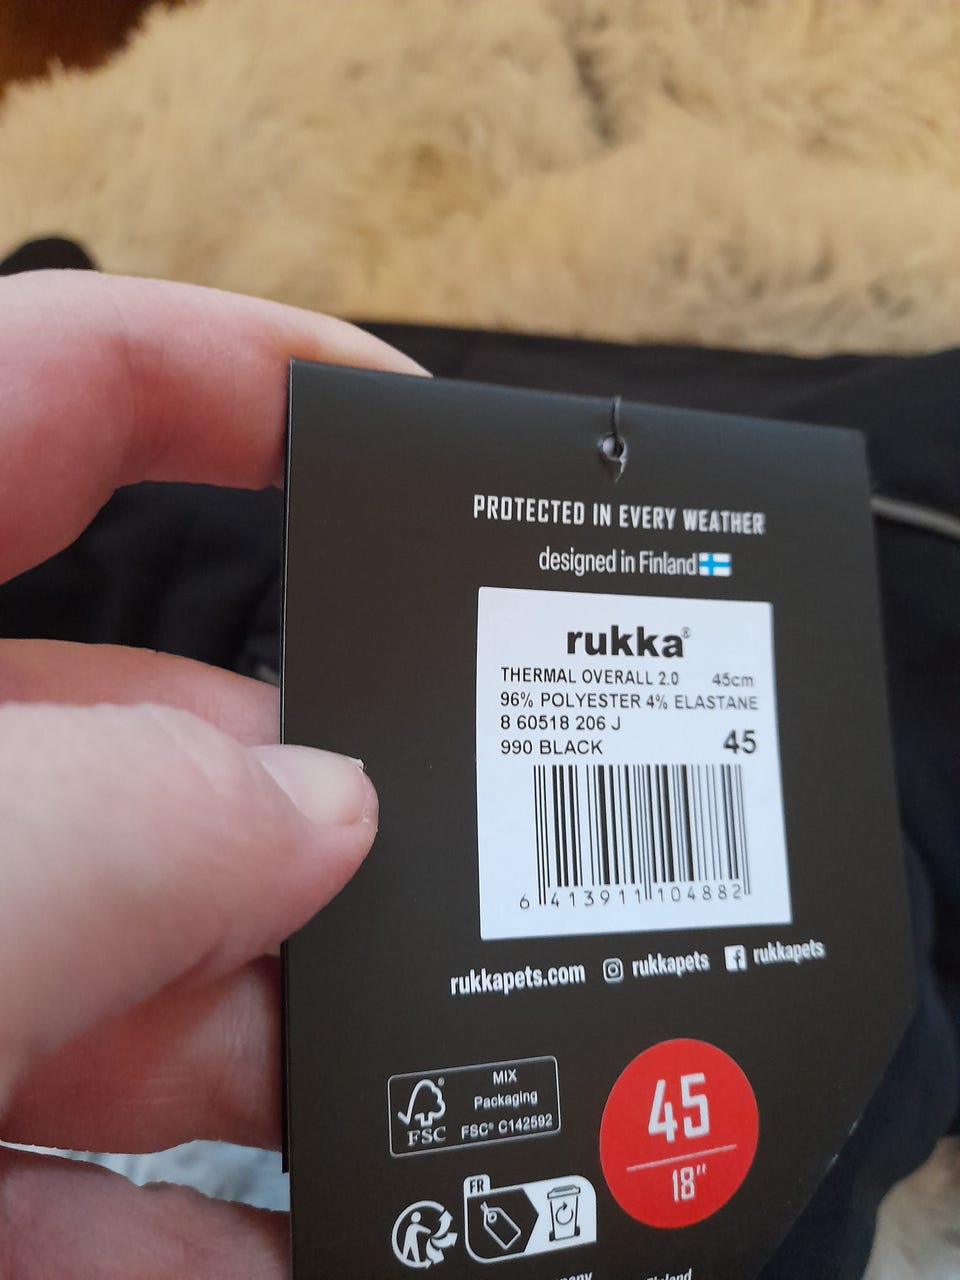 PROTECTED IN EVERY WEATHER
designed in Finland
rukka®
THERMAL OVERALL 2.0 45cm
96% POLYESTER 4% ELASTANE
8 60518 206 J
990 BLACK 45
6 413911 104882
rukkapets.com rukkapets rukkapets
MIX
Packaging
FSC® C142592
FSC
45
18"
FR